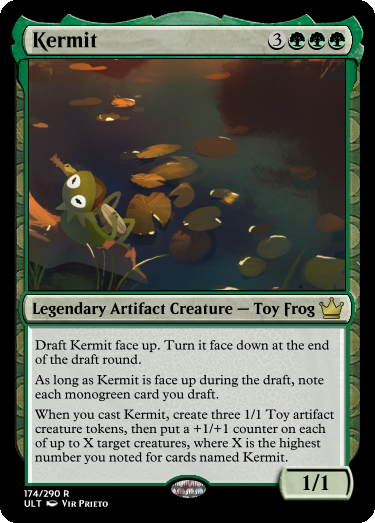 Kermit 3
Legendary Artifact Creature — Toy Frog
Draft Kermit face up. Turn it face down at the end
of the draft round.
As long as Kermit is face up during the draft, note
each monogreen card you draft.
When you cast Kermit, create three 1/1 Toy artifact
creature tokens, then put a +1/+1 counter on each
of up to X target creatures, where X is the highest
number you noted for cards named Kermit.
1/1
174/290 R
ULT Vir Prieto